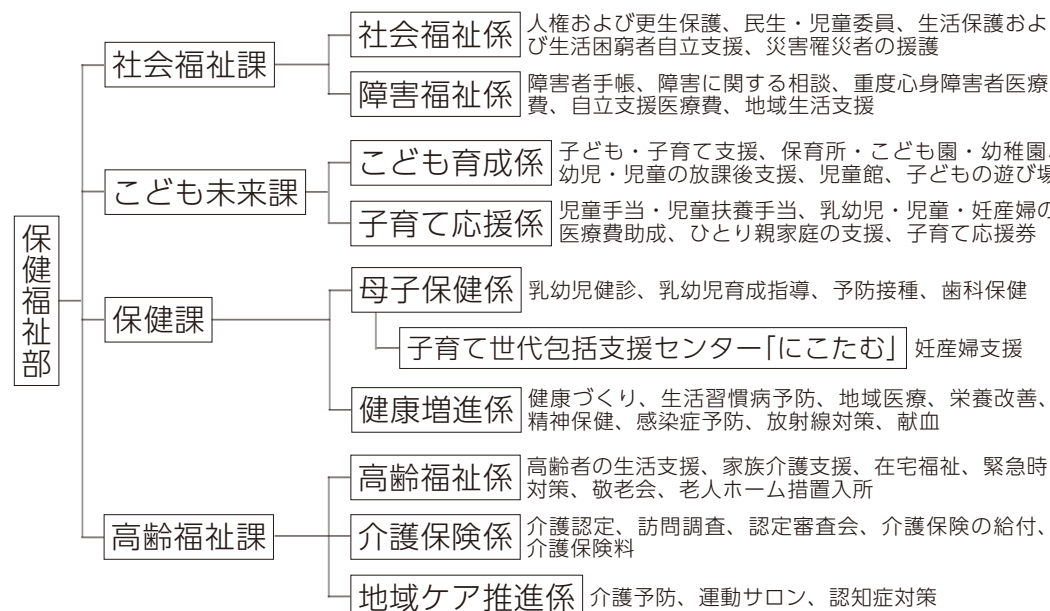 保健福祉部
社会福祉課
社会福祉係
人権および更生保護、民生・児童委員、生活保護およ
び生活困窮者自立支援、災害罹災者の援護
障害福祉係
障害者手帳、障害に関する相談、重度心身障害者医療
費、自立支援医療費、地域生活支援
こども未来課
こども育成係
子ども・子育て支援、保育所・こども園・幼稚園、
幼児・児童の放課後支援、児童館、子どもの遊び場
子育て応援係
児童手当・児童扶養手当、乳幼児・児童・妊産婦の
医療費助成、ひとり親家庭の支援、子育て応援券
保健課
母子保健係
乳幼児健診、乳幼児育成指導、予防接種、歯科保健
子育て世代包括支援センター「にこたむ」
妊産婦支援
健康増進係
健康づくり、生活習慣病予防、地域医療、栄養改善、
精神保健、感染症予防、放射線対策、献血
高齢福祉課
高齢福祉係
高齢者の生活支援、家族介護支援、在宅福祉、緊急時
対策、敬老会、老人ホーム措置入所
介護保険係
介護認定、訪問調査、認定審査会、介護保険の給付、
介護保険料
地域ケア推進係
介護予防、運動サロン、認知症対策